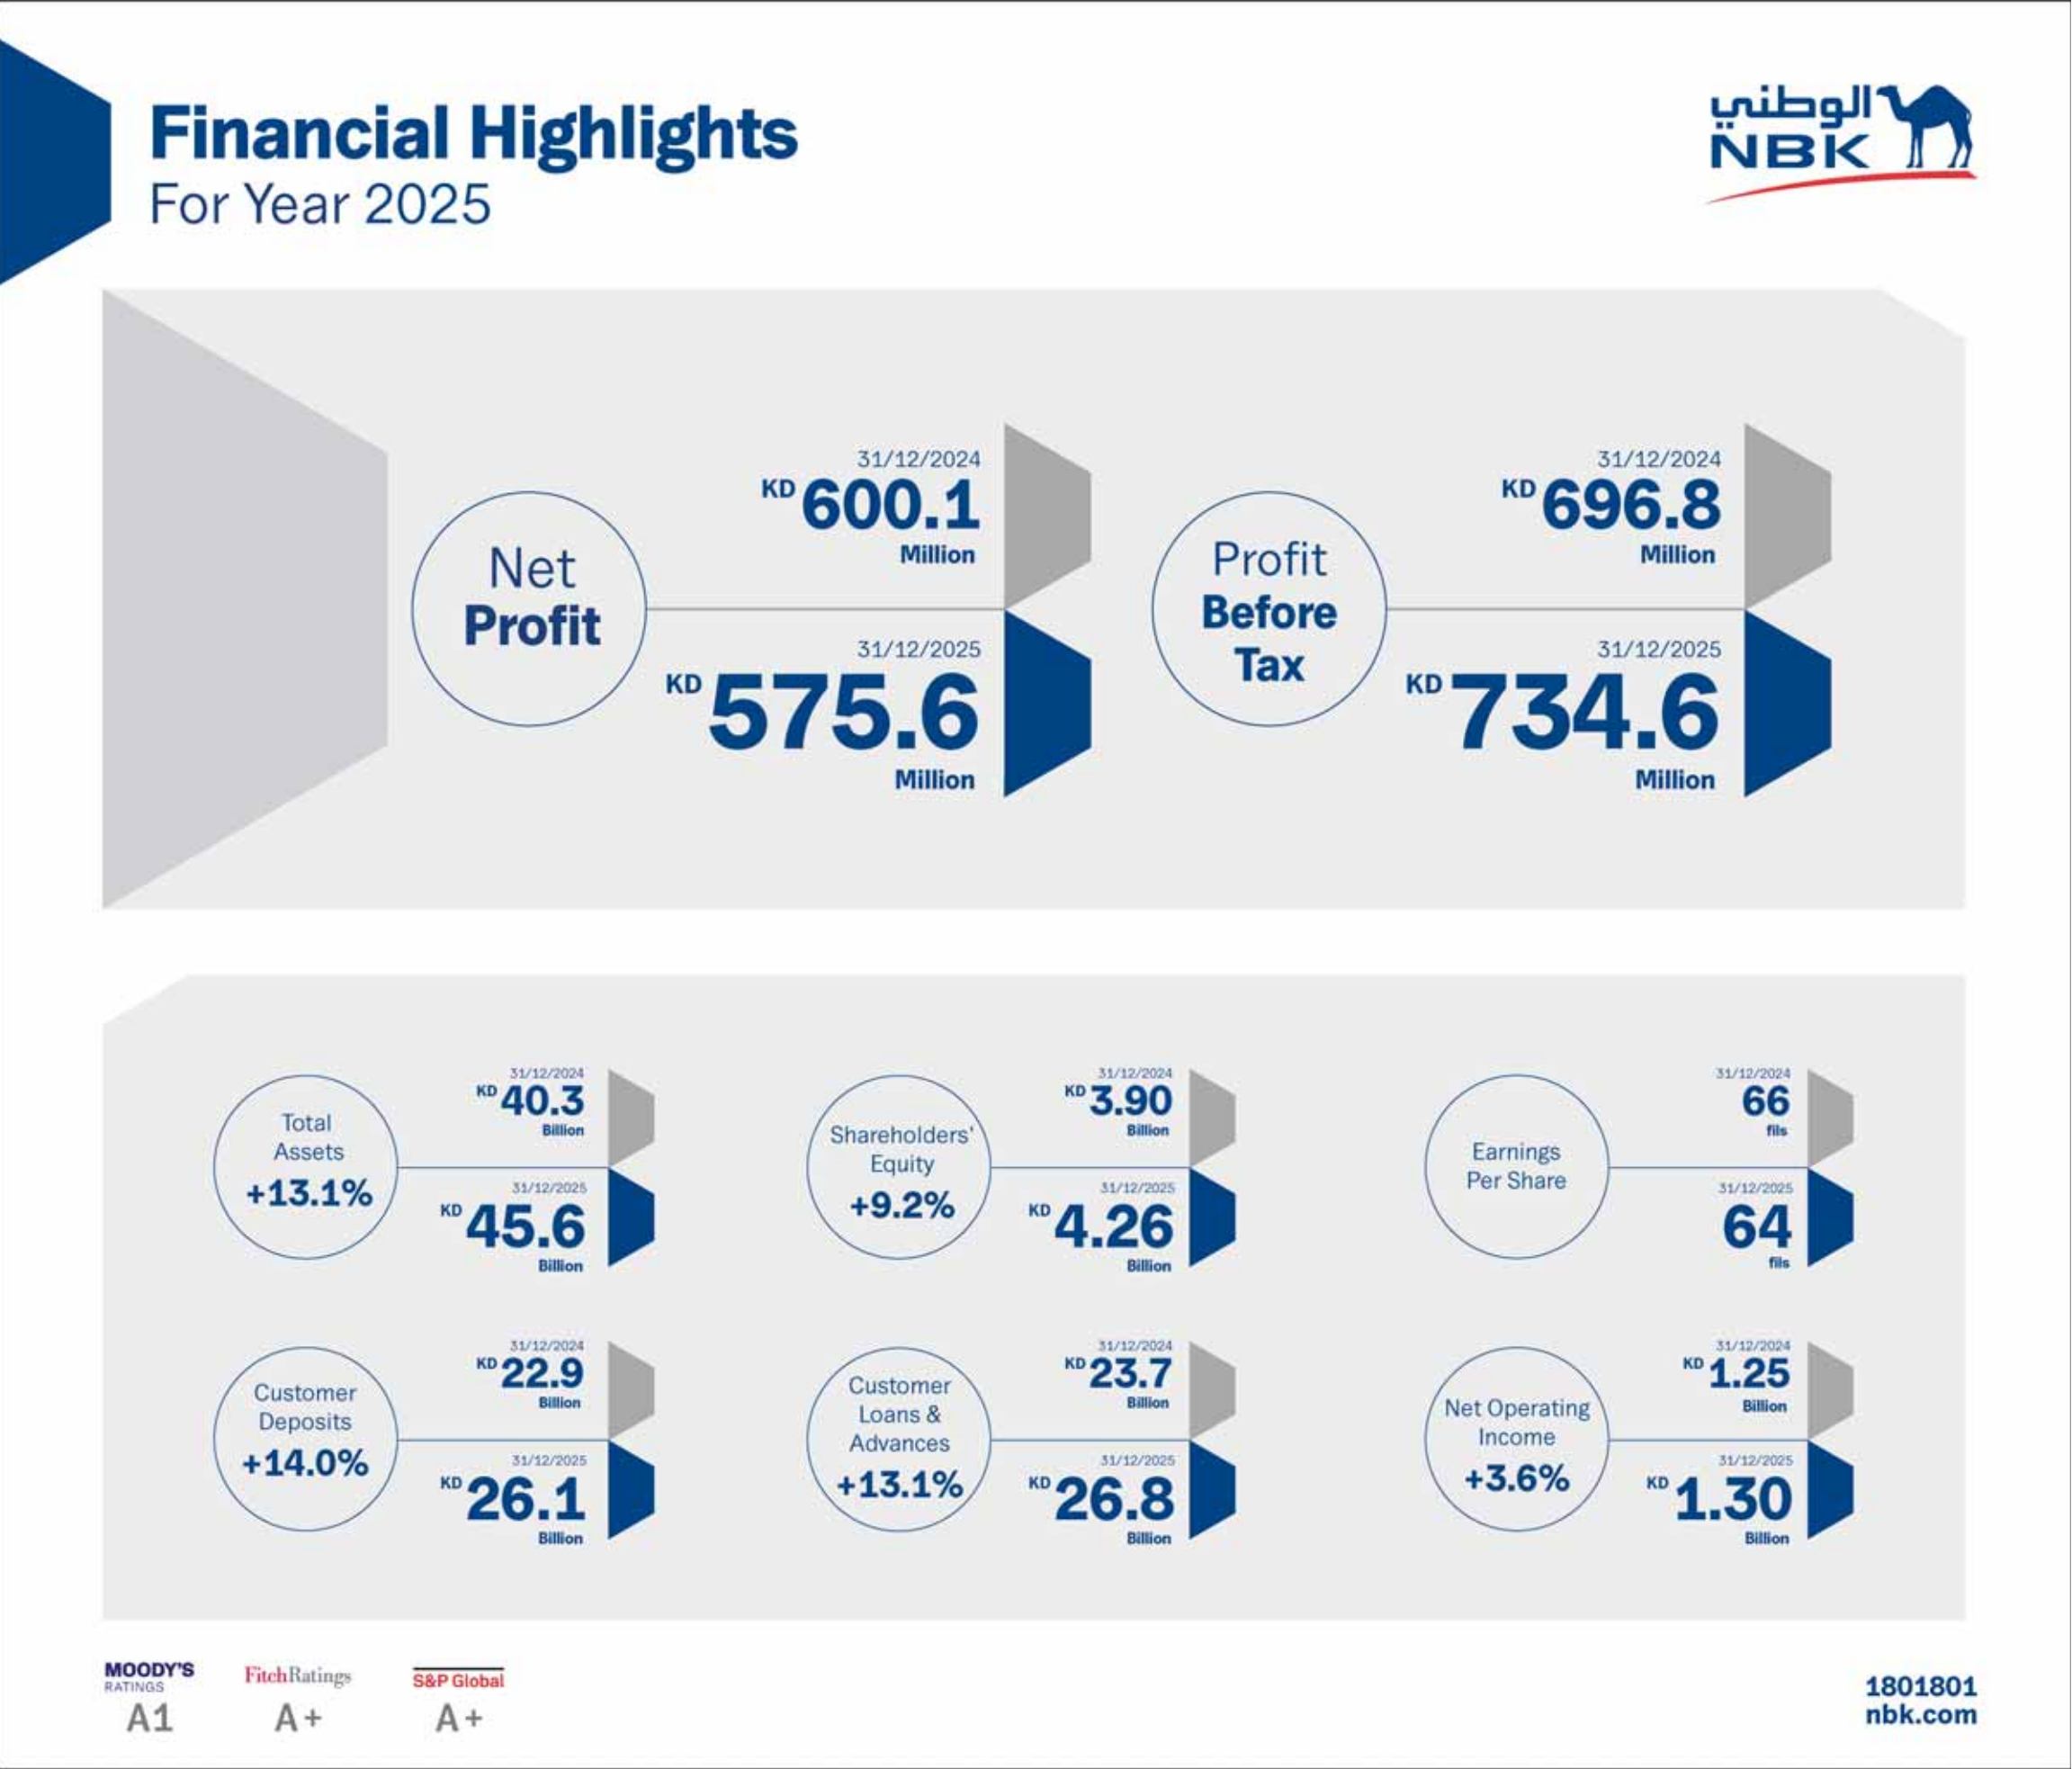 Financial Highlights
For Year 2025
الوطني
NBK
Net
Profit
31/12/2024
KD 600.1
Million
31/12/2025
KD 575.6
Million
Profit
Before
Tax
31/12/2024
KD 696.8
Million
31/12/2025
KD 734.6
Million
Total
Assets
+13.1%
31/12/2024
KD 40.3
Billion
31/12/2025
KD 45.6
Billion
Shareholders'
Equity
+9.2%
31/12/2024
KD 3.90
Billion
31/12/2025
KD 4.26
Billion
Earnings
Per Share
31/12/2024
66
fils
31/12/2025
64
fils
Customer
Deposits
+14.0%
31/12/2024
KD 22.9
Billion
31/12/2025
KD 26.1
Billion
Customer
Loans &
Advances
+13.1%
31/12/2024
KD 23.7
Billion
31/12/2025
KD 26.8
Billion
Net Operating
Income
+3.6%
31/12/2024
KD 1.25
Billion
31/12/2025
KD 1.30
Billion
MOODY'S
RATINGS
A1
FitchRatings
A+
S&P Global
A+
1801801
nbk.com